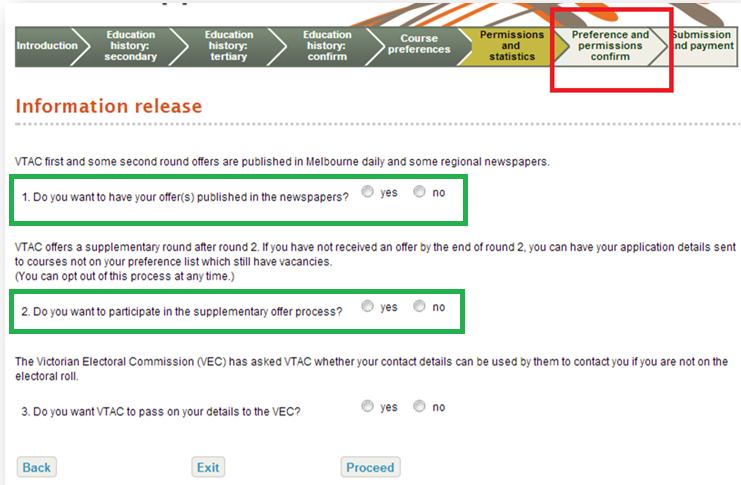 Introduction
Education history: secondary
Education history: tertiary
Education history: confirm
Course preferences
Permissions and statistics
Preference and permissions confirm
Submission and payment
Information release
VTAC first and some second round offers are published in Melbourne daily and some regional newspapers.
1. Do you want to have your offer(s) published in the newspapers? yes no
VTAC offers a supplementary round after round 2. If you have not received an offer by the end of round 2, you can have your application details sent
to courses not on your preference list which still have vacancies.
(You can opt out of this process at any time.)
2. Do you want to participate in the supplementary offer process? yes no
The Victorian Electoral Commission (VEC) has asked VTAC whether your contact details can be used by them to contact you if you are not on the
electoral roll.
3. Do you want VTAC to pass on your details to the VEC? yes no
Back Exit Proceed